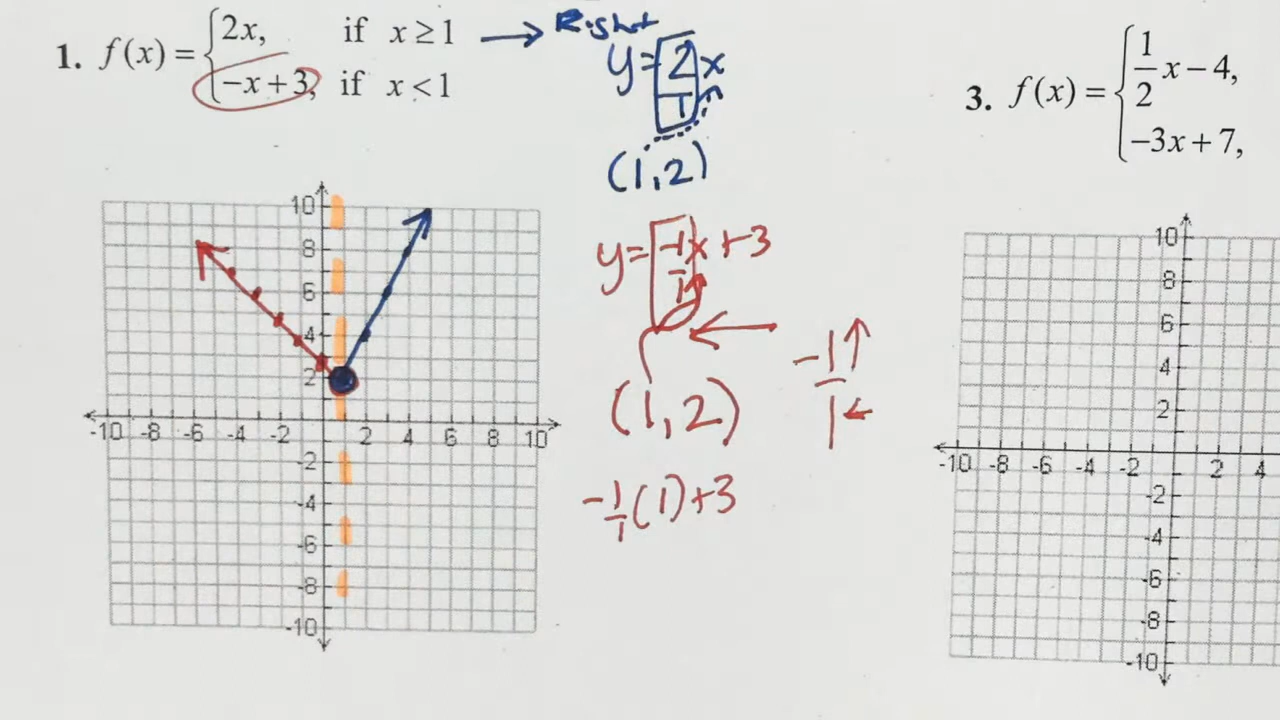 1. f(x) = { 2x, if x ≥ 1 → Right
-x + 3, if x < 1
y = 2/1 x
(1,2)
y = -1/1 x + 3
(1,2)
-1/1 (1) + 3
-1↑
1←
10
8
6
4
2
-10 -8 -6 -4 -2 2 4 6 8 10
-2
-4
-6
-8
-10
3. f(x) = { 1/2 x - 4,
-3x + 7,
10
8
6
4
2
-10 -8 -6 -4 -2 2 4
-2
-4
-6
-8
-10